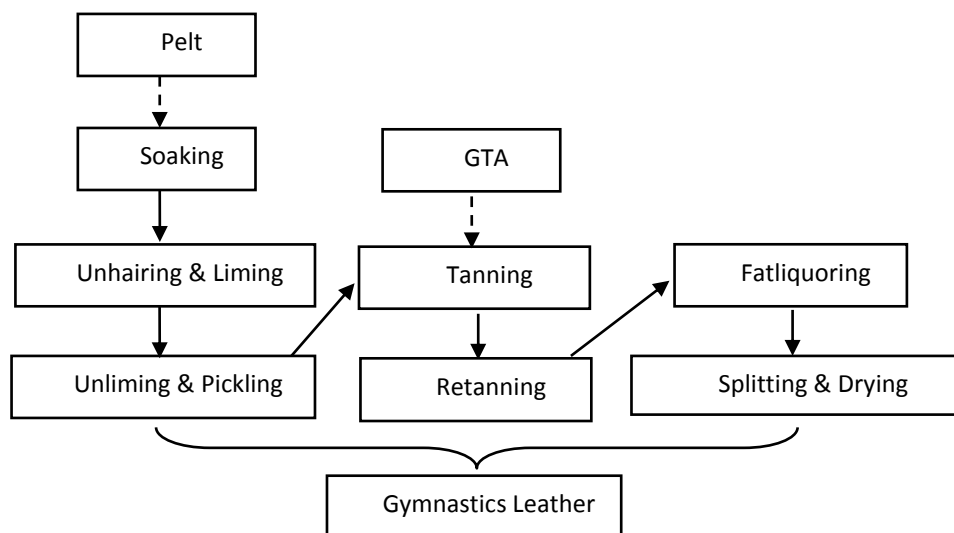 Pelt
Soaking
GTA
Unhairing & Liming
Tanning
Fatliquoring
Unliming & Pickling
Retanning
Splitting & Drying
Gymnastics Leather